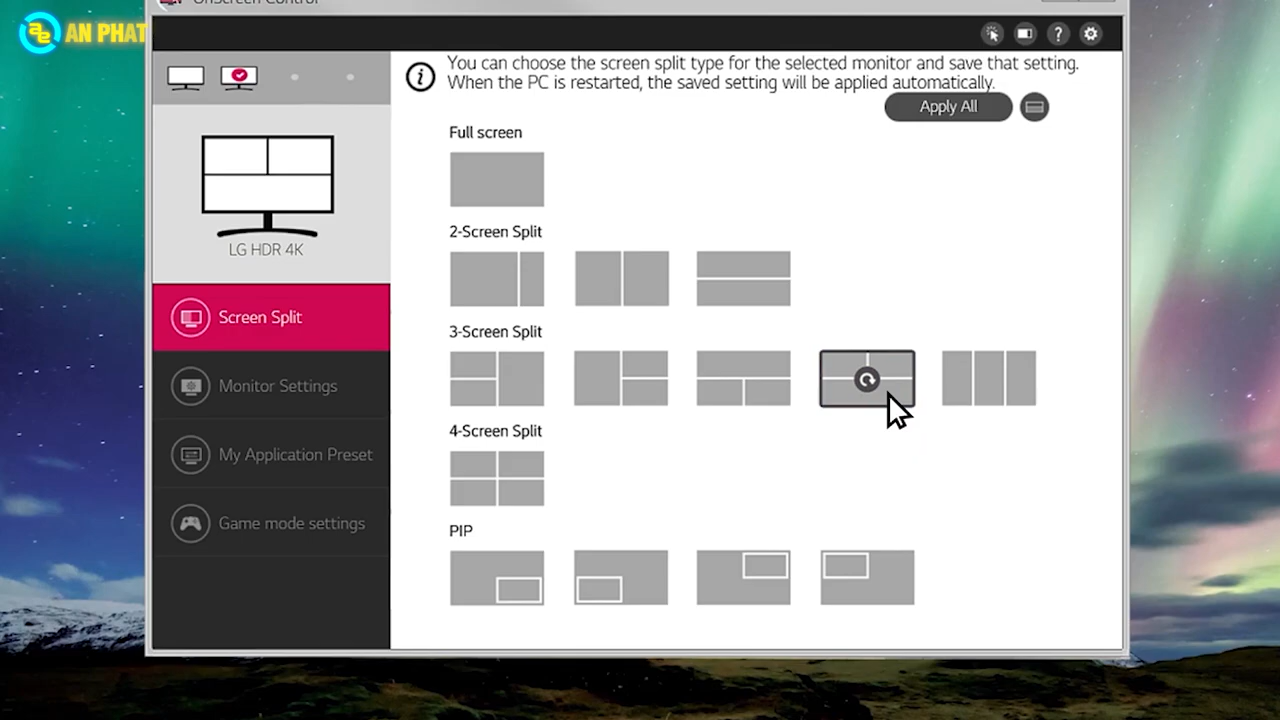 OnScreen Control
AN PHAT
You can choose the screen split type for the selected monitor and save that setting.
When the PC is restarted, the saved setting will be applied automatically.
Apply All
LG HDR 4K
Screen Split
Monitor Settings
My Application Preset
Game mode settings
Full screen
2-Screen Split
3-Screen Split
4-Screen Split
PIP